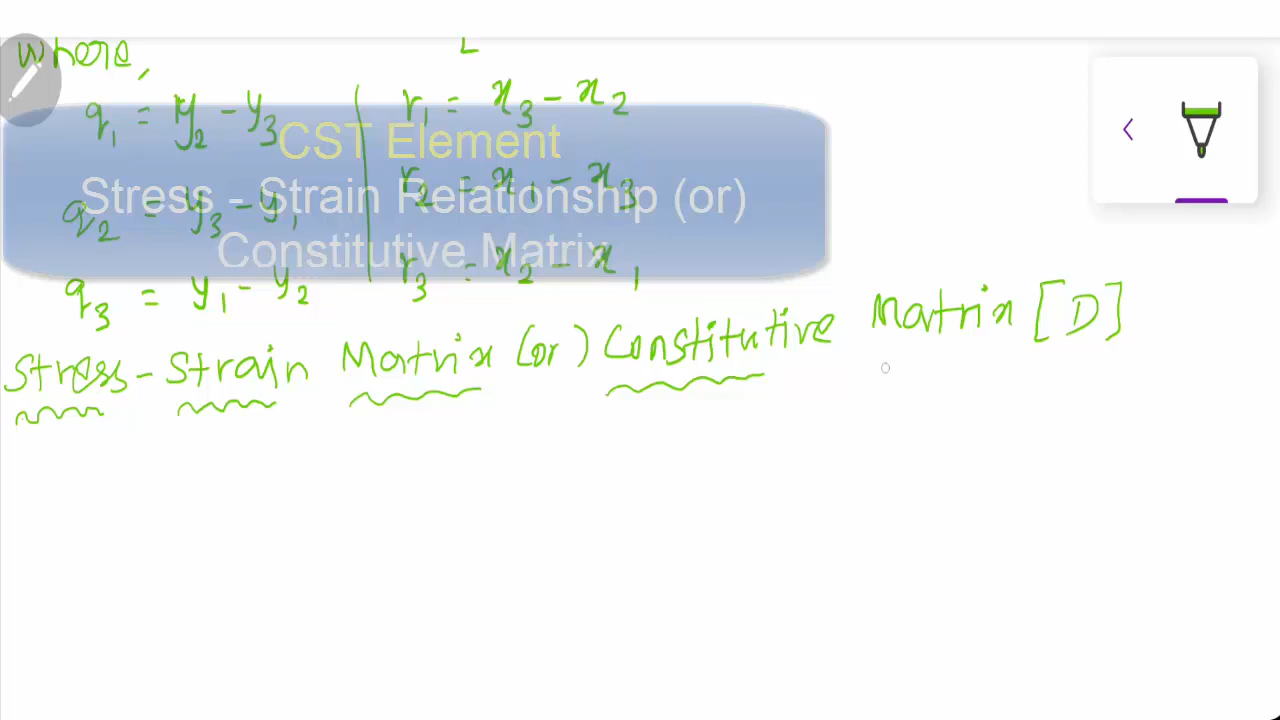 where,
q₁ = y₂ - y₃ r₁ = x₃ - x₂
CST Element
q₂ = y₃ - y₁ r₂ = x₁ - x₃
Stress - Strain Relationship (or)
Constitutive Matrix
q₃ = y₁ - y₂ r₃ = x₂ - x₁
Stress - Strain Matrix (or) Constitutive Matrix [D]